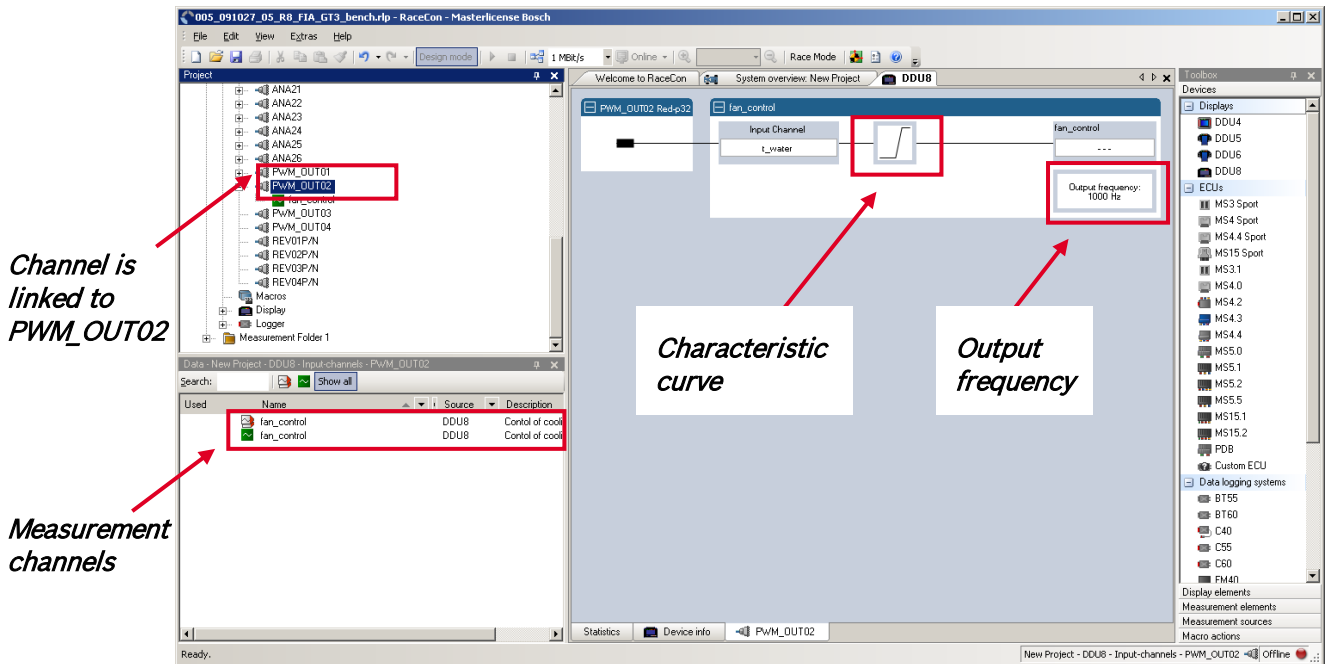 005_091027_05_R8_FIA_GT3_bench.rlp - RaceCon - Masterlicense Bosch
File Edit View Extras Help
Design mode 1 MBit/s Online Race Mode
Project
ANA21
ANA22
ANA23
ANA24
ANA25
ANA26
PWM_OUT01
PWM_OUT02
fan_control
PWM_OUT03
PWM_OUT04
REV01P/N
REV02P/N
REV03P/N
REV04P/N
Macros
Display
Logger
Measurement Folder 1
Channel is
linked to
PWM_OUT02
Data - New Project - DDU8 - Input-channels - PWM_OUT02
Search: Show all
Used Name Source Description
fan_control DDU8 Contol of cooli
fan_control DDU8 Contol of cooli
Measurement
channels
Welcome to RaceCon System overview: New Project DDU8
PWM_OUT02 Red-p32 fan_control
Input Channel
t_water
fan_control
---
Output frequency:
1000 Hz
Characteristic
curve
Output
frequency
Statistics Device info PWM_OUT02
Toolbox
Devices
Displays
DDU4
DDU5
DDU6
DDU8
ECUs
MS3 Sport
MS4 Sport
MS4.4 Sport
MS15 Sport
MS3.1
MS4.0
MS4.2
MS4.3
MS4.4
MS5.0
MS5.1
MS5.2
MS5.5
MS15.1
MS15.2
PDB
Custom ECU
Data logging systems
BT55
BT60
C40
C55
C60
FM40
Display elements
Measurement elements
Measurement sources
Macro actions
Ready.
New Project - DDU8 - Input-channels - PWM_OUT02 Offline